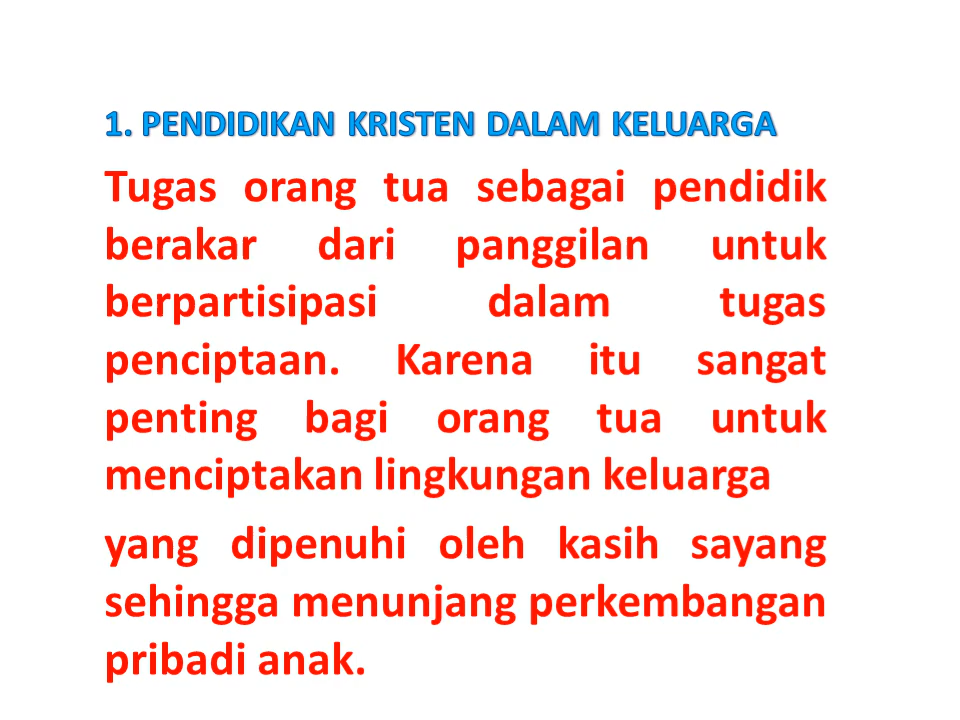 1. PENDIDIKAN KRISTEN DALAM KELUARGA
Tugas orang tua sebagai pendidik
berakar dari panggilan untuk
berpartisipasi dalam tugas
penciptaan. Karena itu sangat
penting bagi orang tua untuk
menciptakan lingkungan keluarga
yang dipenuhi oleh kasih sayang
sehingga menunjang perkembangan
pribadi anak.